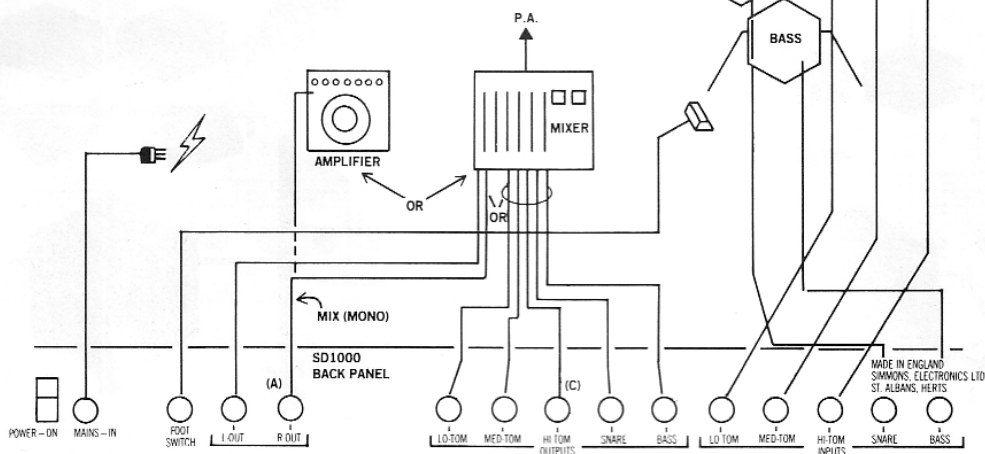 P.A.
BASS
MIXER
AMPLIFIER
OR
OR
MIX (MONO)
SD1000
BACK PANEL
MADE IN ENGLAND
SIMMONS, ELECTRONICS LTD
ST. ALBANS, HERTS
(A)
(C)
POWER-ON
MAINS-IN
FOOT
SWITCH
L-OUT
R OUT
LO-TOM
MED-TOM
HI TOM
SNARE
BASS
OUTPUTS
LO TOM
MED-TOM
HI-TOM
SNARE
BASS
INPUTS